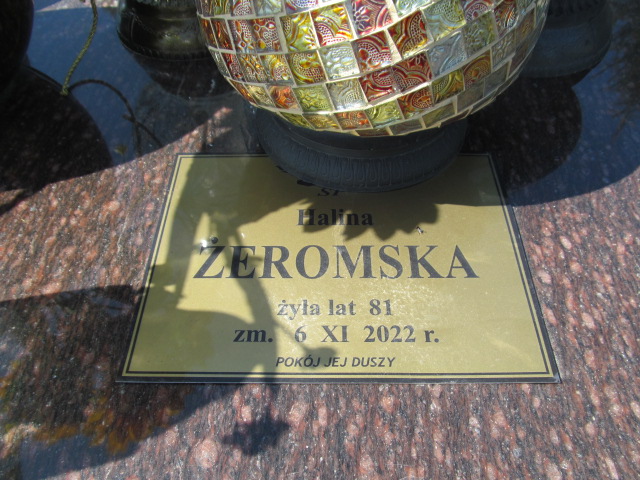 Halina
ŻEROMSKA
żyła lat 81
zm. 6 XI 2022 r.
POKÓJ JEJ DUSZY